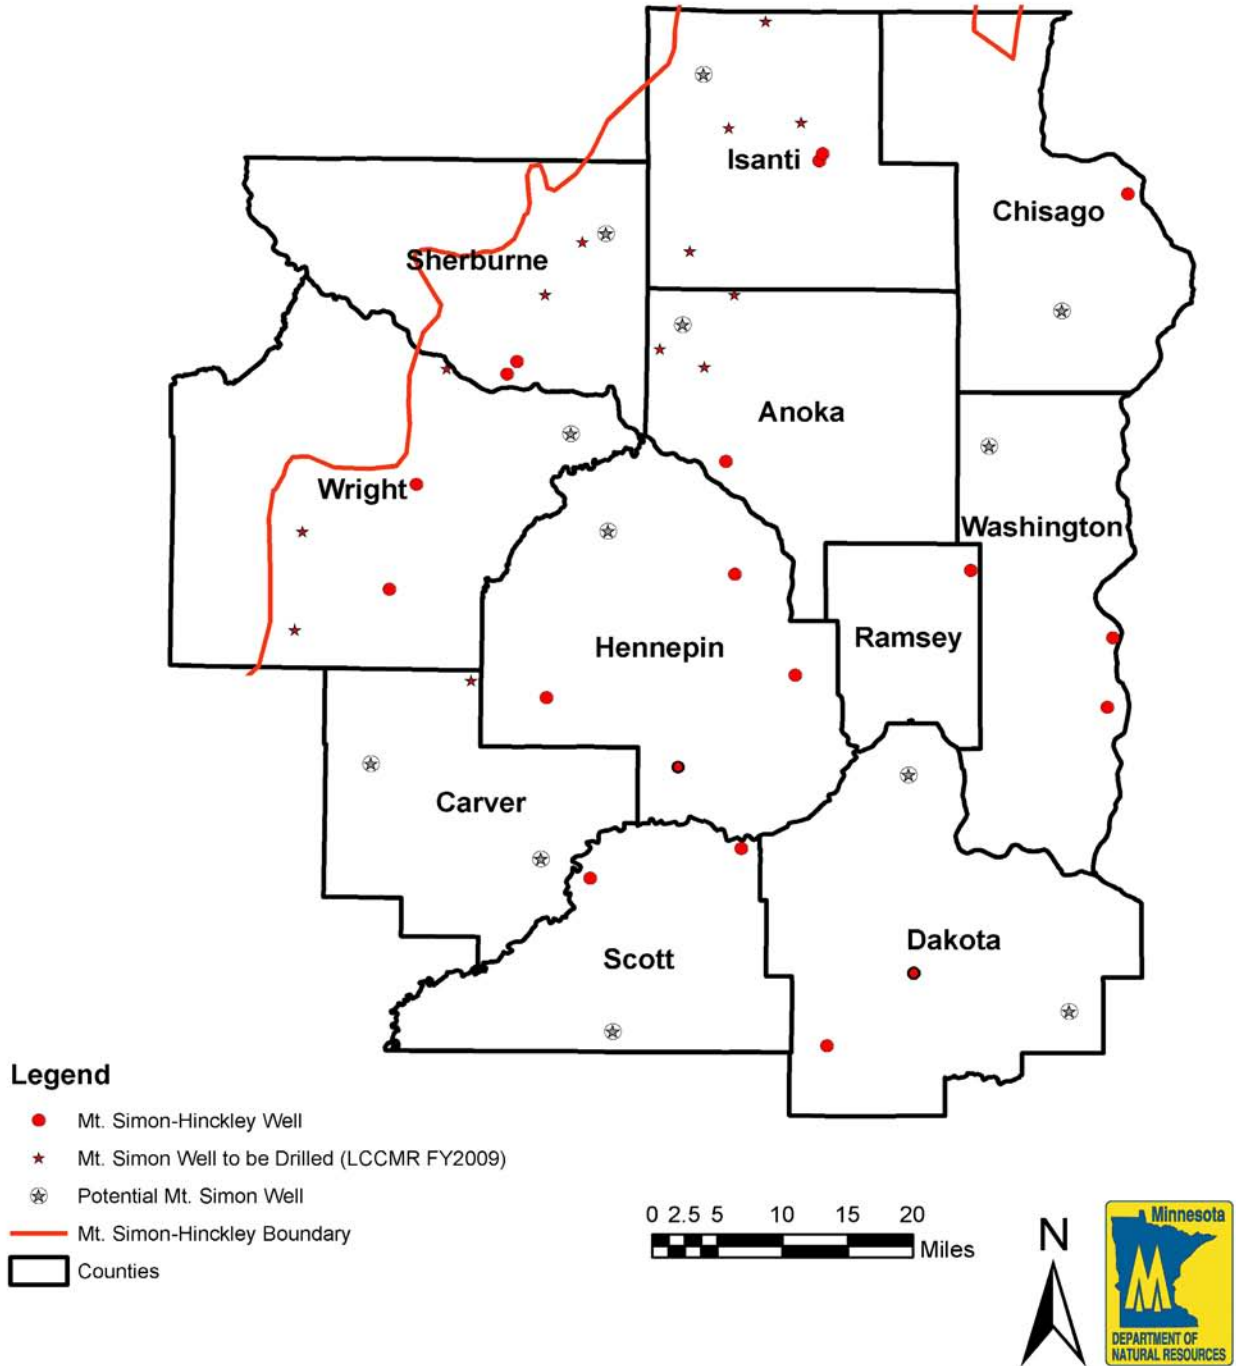 Isanti
Chisago
Sherburne
Anoka
Wright
Washington
Hennepin
Ramsey
Carver
Dakota
Scott
Legend
Mt. Simon-Hinckley Well
Mt. Simon Well to be Drilled (LCCMR FY2009)
Potential Mt. Simon Well
Mt. Simon-Hinckley Boundary
Counties
0 2.5 5 10 15 20
Miles
N
Minnesota
DEPARTMENT OF
NATURAL RESOURCES